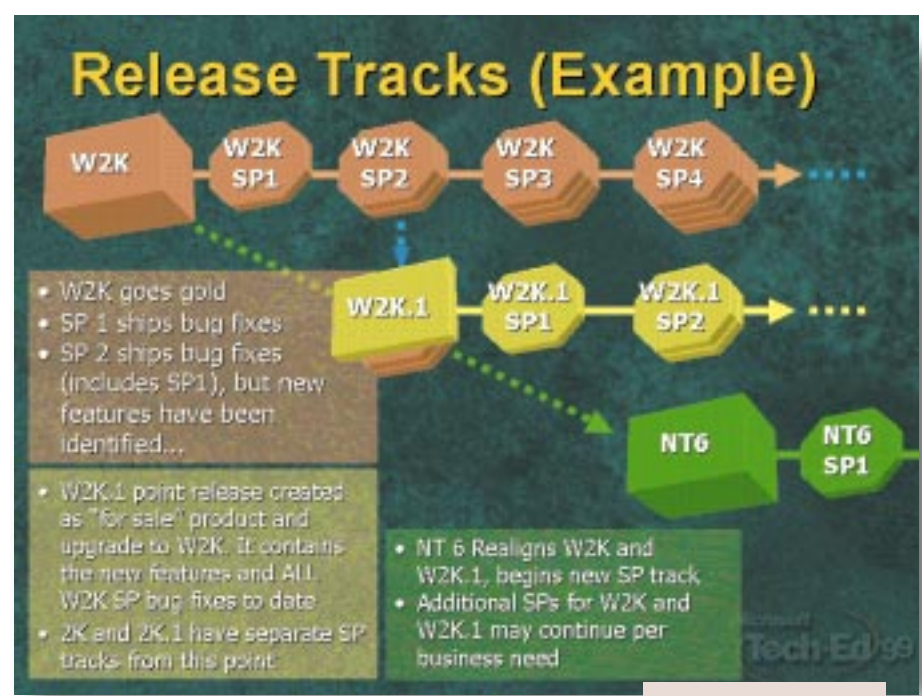 Release Tracks (Example)
W2K
W2K
SP1
W2K
SP2
W2K
SP3
W2K
SP4
W2K.1
W2K.1
SP1
W2K.1
SP2
NT6
NT6
SP1
• W2K goes gold
• SP 1 ships bug fixes
• SP 2 ships bug fixes
(includes SP1), but new
features have been
identified...
• W2K.1 point release created
as "for sale" product and
upgrade to W2K. It contains
the new features and ALL
W2K SP bug fixes to date
• 2K and 2K.1 have separate SP
tracks from this point
• NT 6 Realigns W2K and
W2K.1, begins new SP track
• Additional SPs for W2K and
W2K.1 may continue per
business need
Microsoft
Tech·Ed 99